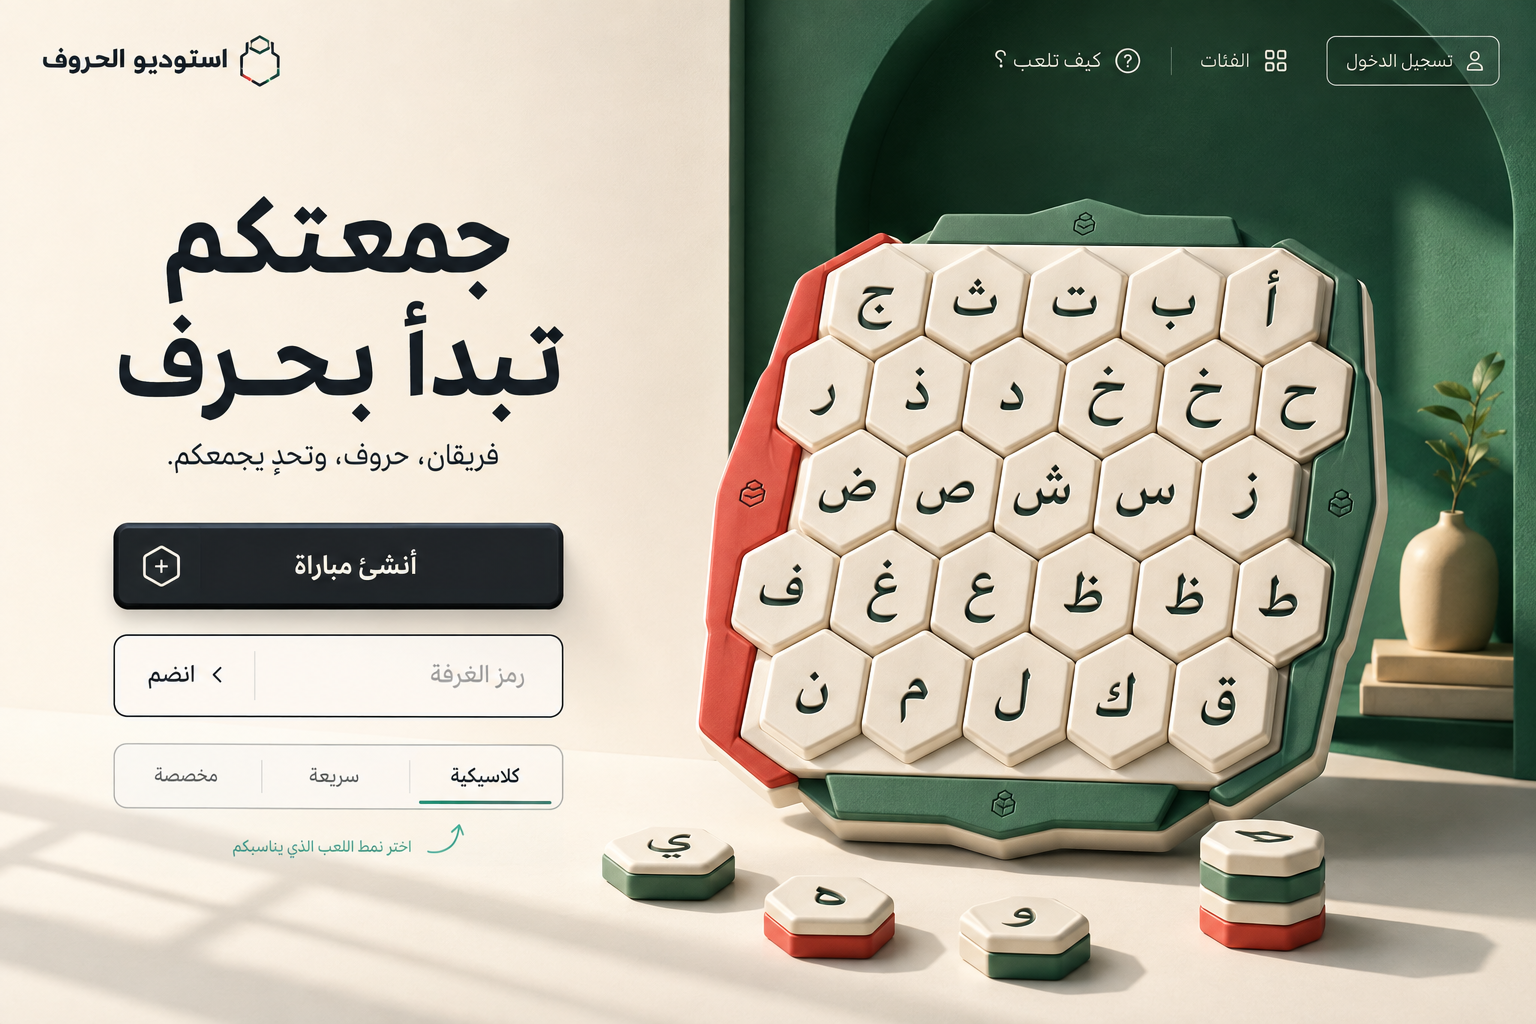 استوديو الحروف
كيف تلعب ؟
الفئات
تسجيل الدخول
جمعتكم
تبدأ بحرف
فريقان، حروف، وتحدٍ يجمعكم.
أنشئ مباراة
رمز الغرفة
انضم
كلاسيكية
سريعة
مخصصة
اختر نمط اللعب الذي يناسبكم
أ ب ت ث ج
ح خ خ د ذ ر
ز س ش ص ض
ط ظ ظ ع غ ف
ق ك ل م ن
ي
ه
و